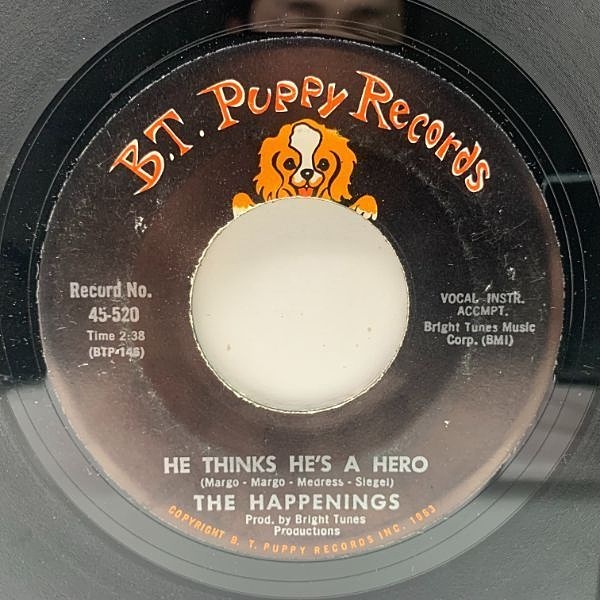 B.T. PUPPY RECORDS
Record No.
45-520
Time 2:38
(BTP-146)
VOCAL INSTR.
ACCMPT.
Bright Tunes Music
Corp. (BMI)
HE THINKS HE'S A HERO
(Margo - Margo - Medress - Siegel)
THE HAPPENINGS
Prod. by Bright Tunes
Productions
COPYRIGHT B. T. PUPPY RECORDS INC. 1963